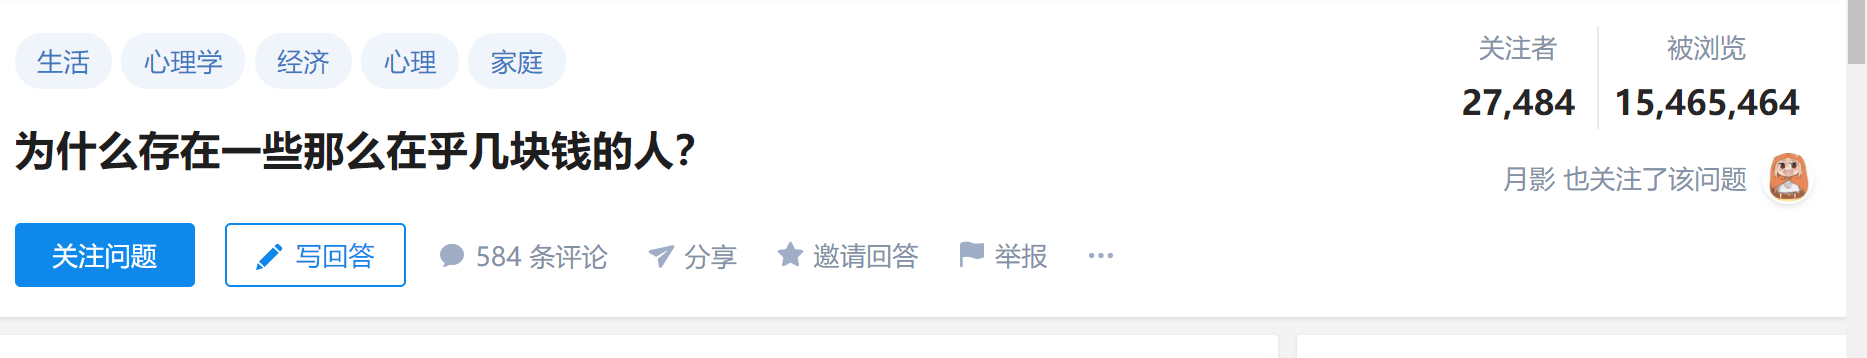 生活 心理学 经济 心理 家庭
为什么存在一些那么在乎几块钱的人？
关注问题 写回答 584 条评论 分享 邀请回答 举报 ...
关注者 被浏览
27,484 15,465,464
月影 也关注了该问题